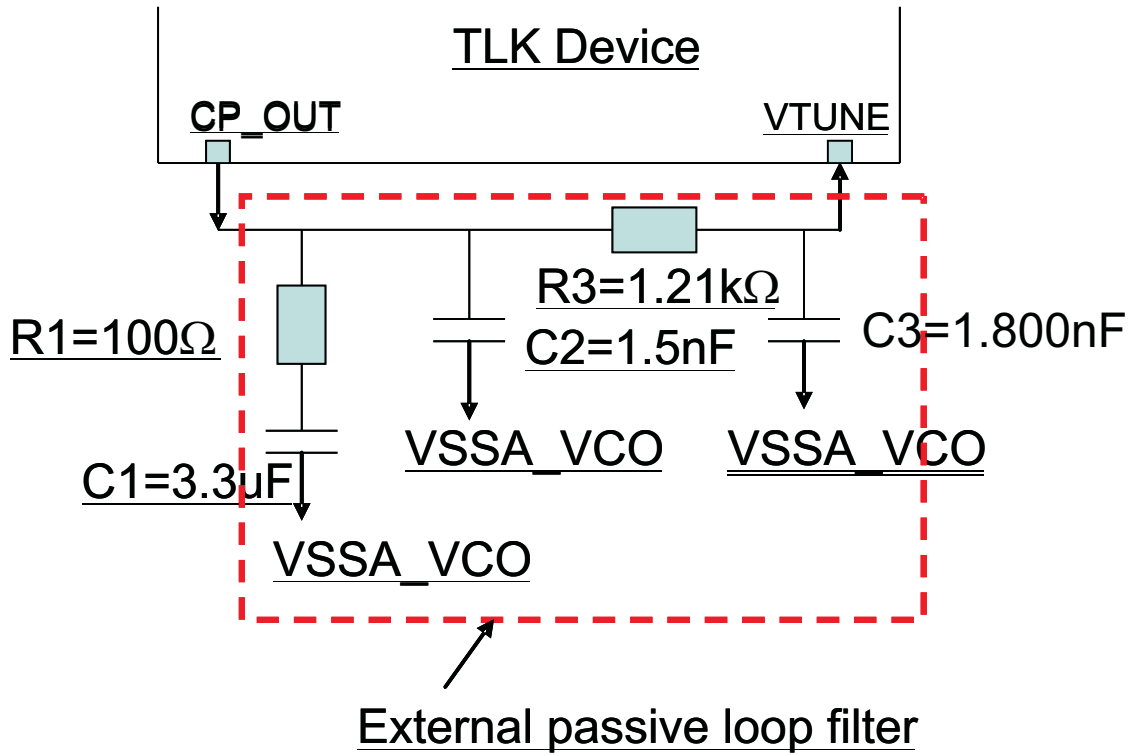 TLK Device
CP_OUT
VTUNE
R3=1.21kΩ
R1=100Ω
C2=1.5nF
C3=1.800nF
VSSA_VCO
VSSA_VCO
C1=3.3µF
VSSA_VCO
External passive loop filter